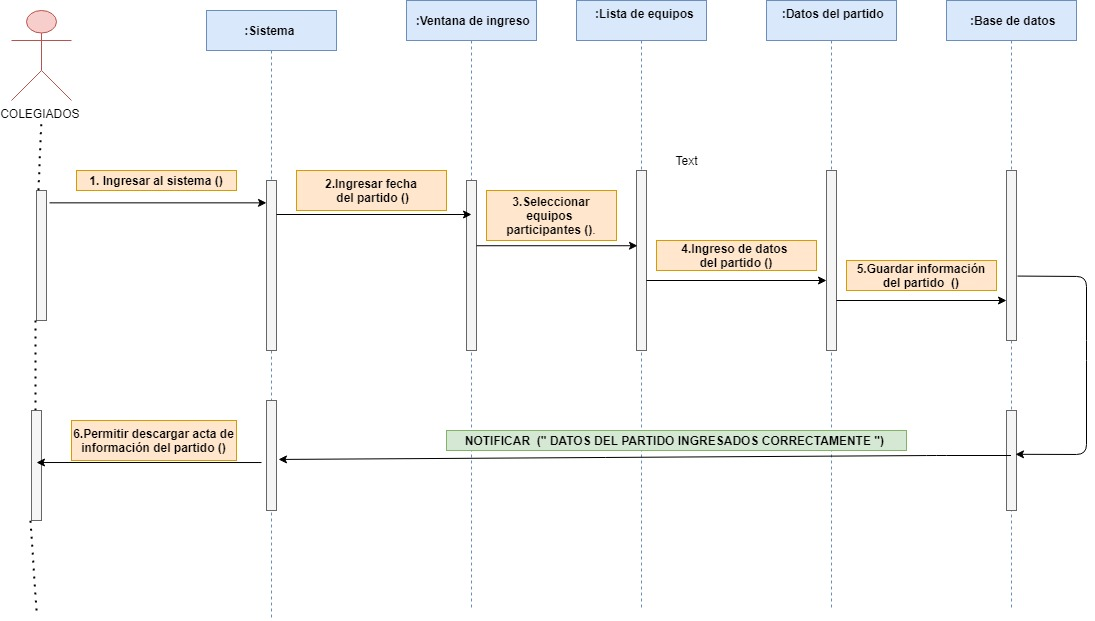 :Sistema
:Ventana de ingreso
:Lista de equipos
:Datos del partido
:Base de datos
COLEGIADOS
Text
1. Ingresar al sistema ()
2.Ingresar fecha
del partido ()
3.Seleccionar
equipos
participantes ().
4.Ingreso de datos
del partido ()
5.Guardar información
del partido ()
6.Permitir descargar acta de
información del partido ()
NOTIFICAR (" DATOS DEL PARTIDO INGRESADOS CORRECTAMENTE ")